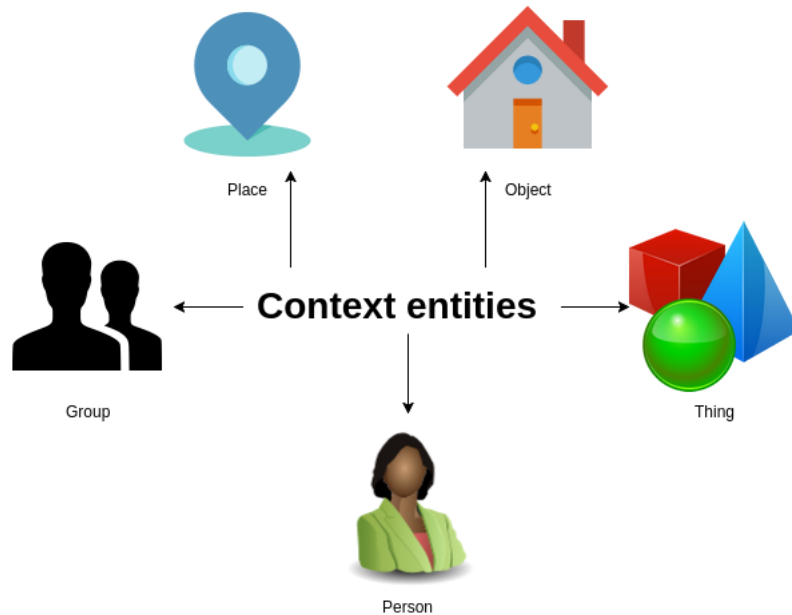 Place
Object
Context entities
Group
Thing
Person